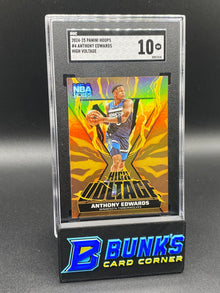 SGC
2024-25 PANINI HOOPS
#4 ANTHONY EDWARDS
HIGH VOLTAGE
10
NBA
HOOPS
HIGH
VOLTAGE
ANTHONY EDWARDS
BUNK'S
CARD CORNER